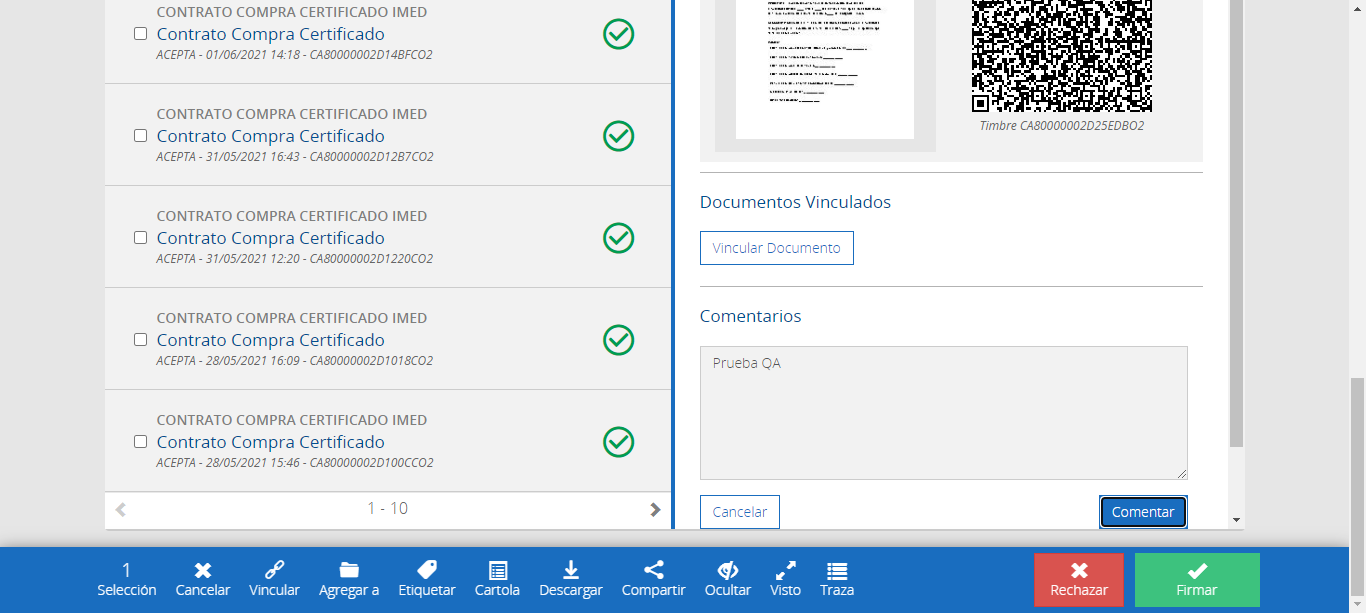 CONTRATO COMPRA CERTIFICADO IMED
Contrato Compra Certificado
ACEPTA - 01/06/2021 14:18 - CA80000002D14BFCO2
CONTRATO COMPRA CERTIFICADO IMED
Contrato Compra Certificado
ACEPTA - 31/05/2021 16:43 - CA80000002D12B7CO2
CONTRATO COMPRA CERTIFICADO IMED
Contrato Compra Certificado
ACEPTA - 31/05/2021 12:20 - CA80000002D1220CO2
CONTRATO COMPRA CERTIFICADO IMED
Contrato Compra Certificado
ACEPTA - 28/05/2021 16:09 - CA80000002D1018CO2
CONTRATO COMPRA CERTIFICADO IMED
Contrato Compra Certificado
ACEPTA - 28/05/2021 15:46 - CA80000002D100CCO2
1 - 10
Timbre CA80000002D25EDBO2
Documentos Vinculados
Vincular Documento
Comentarios
Prueba QA
Cancelar
Comentar
1
Selección
Cancelar
Vincular
Agregar a
Etiquetar
Cartola
Descargar
Compartir
Ocultar
Visto
Traza
Rechazar
Firmar